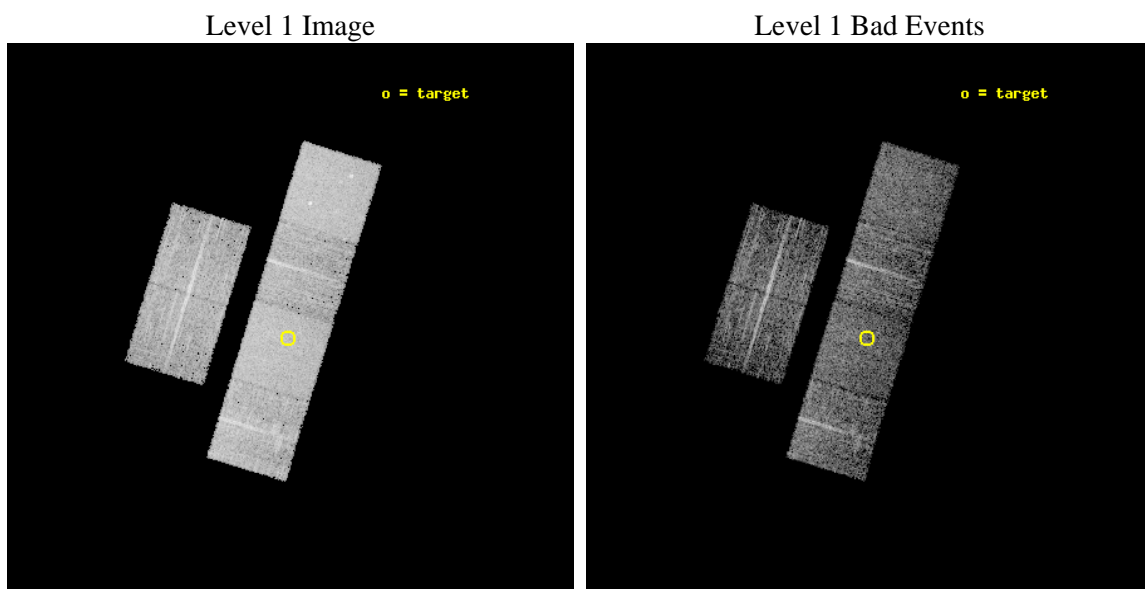 Level 1 Image
Level 1 Bad Events
o = target
o = target